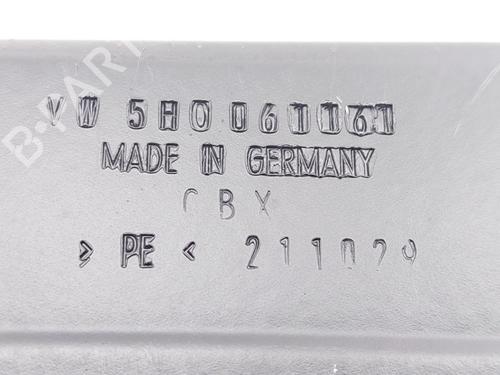 VW 5H0 061 161
MADE IN GERMANY
CBX
> PE < 211029
B-PARTS